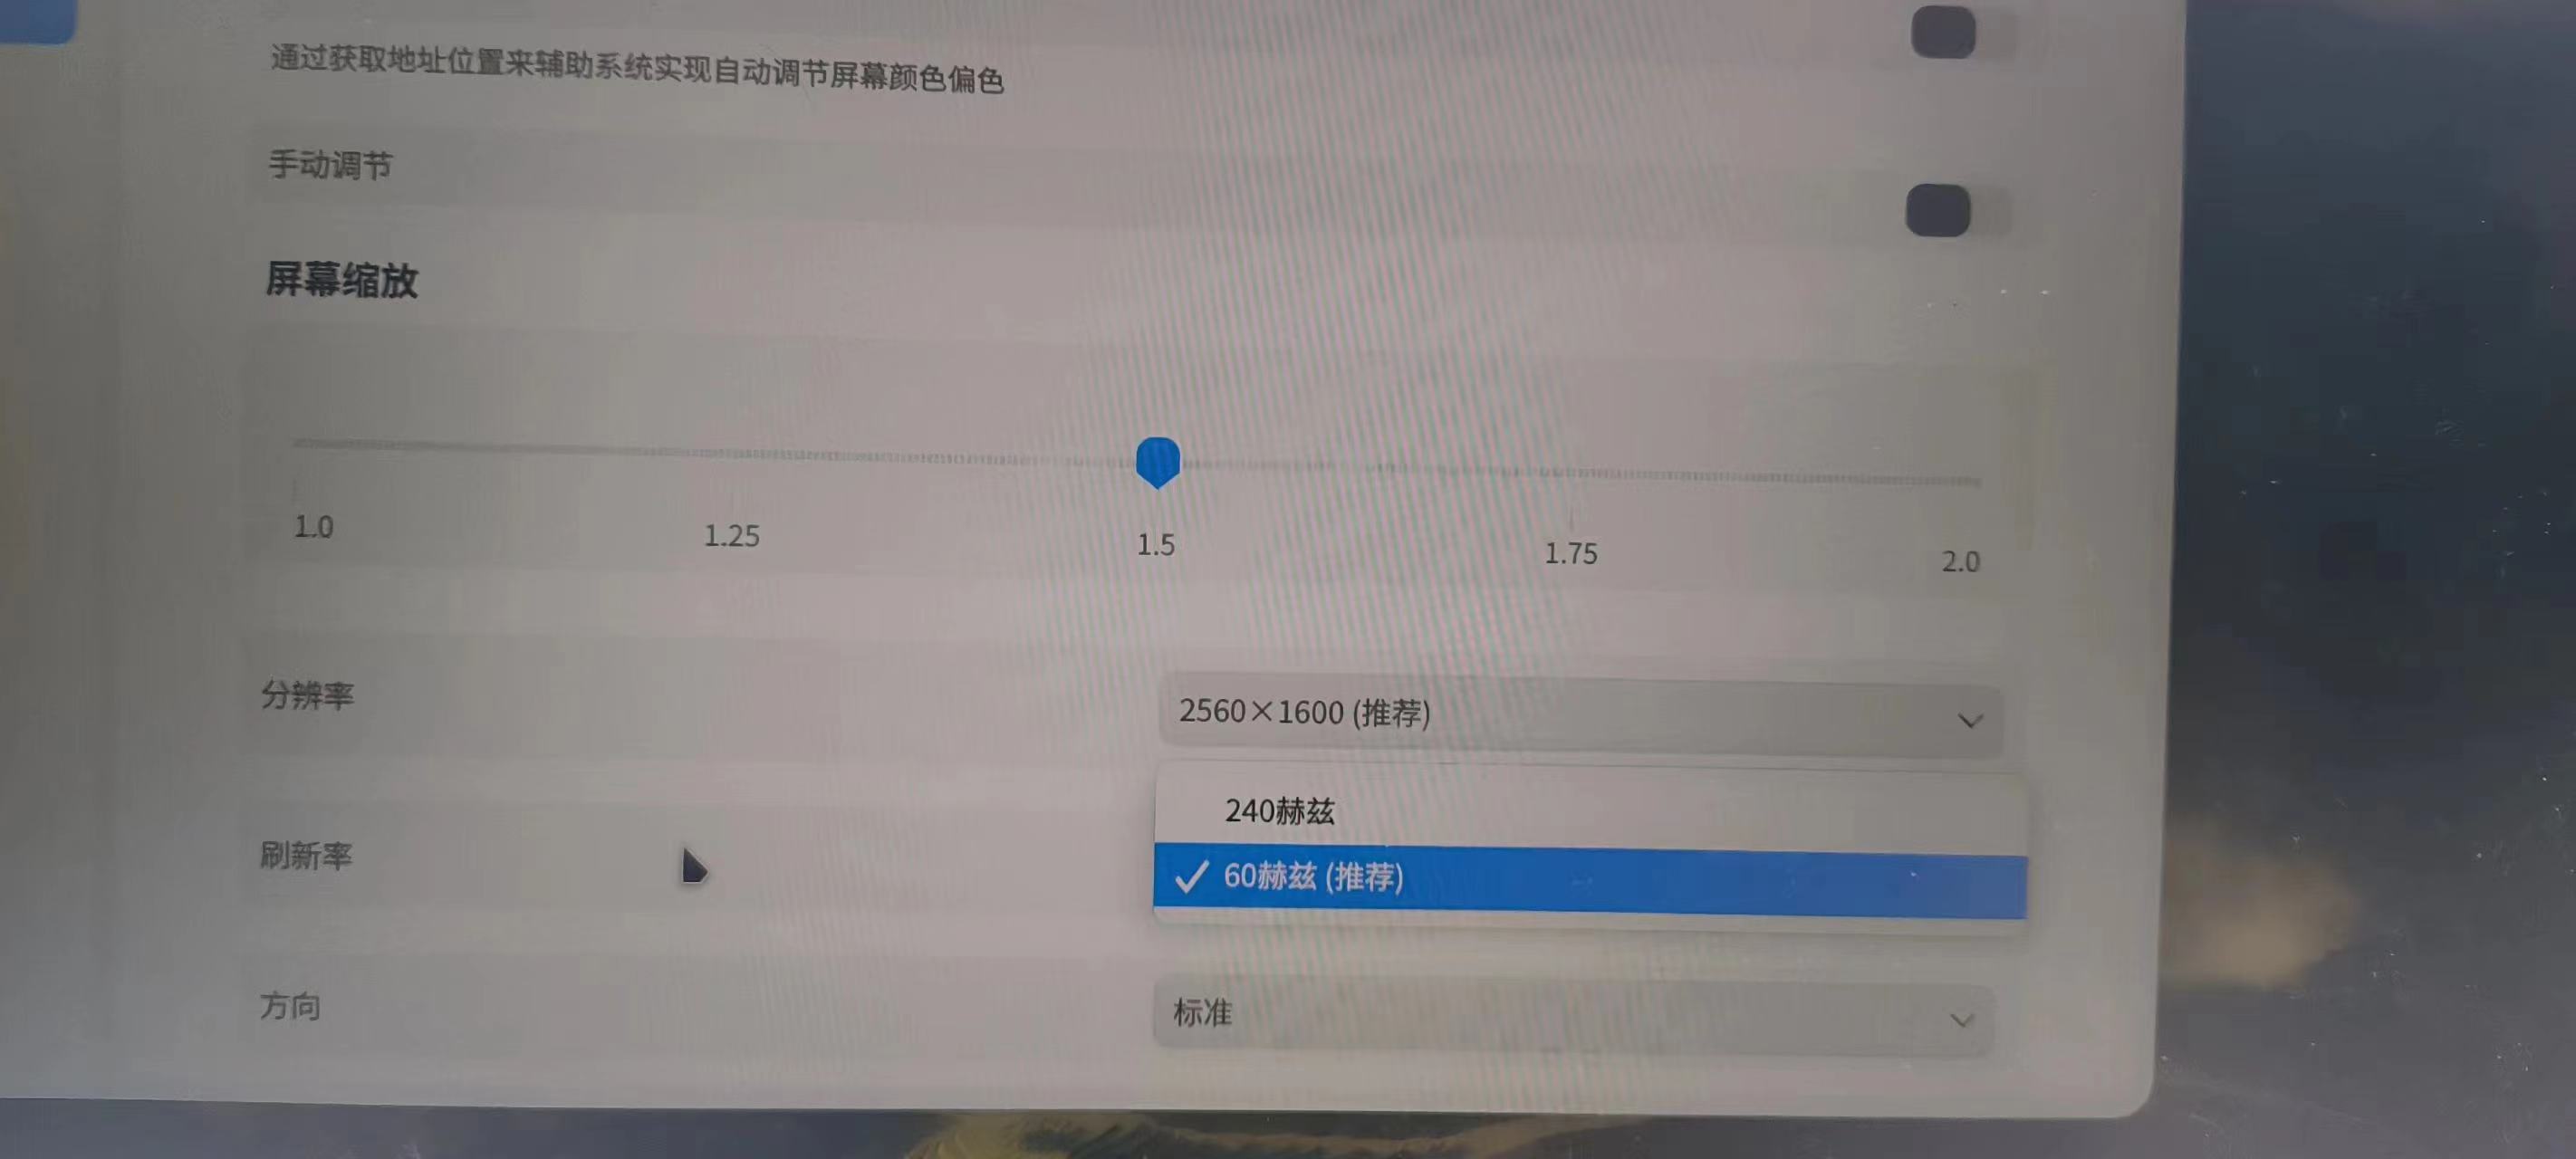 通过获取地址位置来辅助系统实现自动调节屏幕颜色偏色
手动调节
屏幕缩放
1.0 1.25 1.5 1.75 2.0
分辨率 2560×1600 (推荐)
240赫兹
刷新率 60赫兹 (推荐)
方向 标准